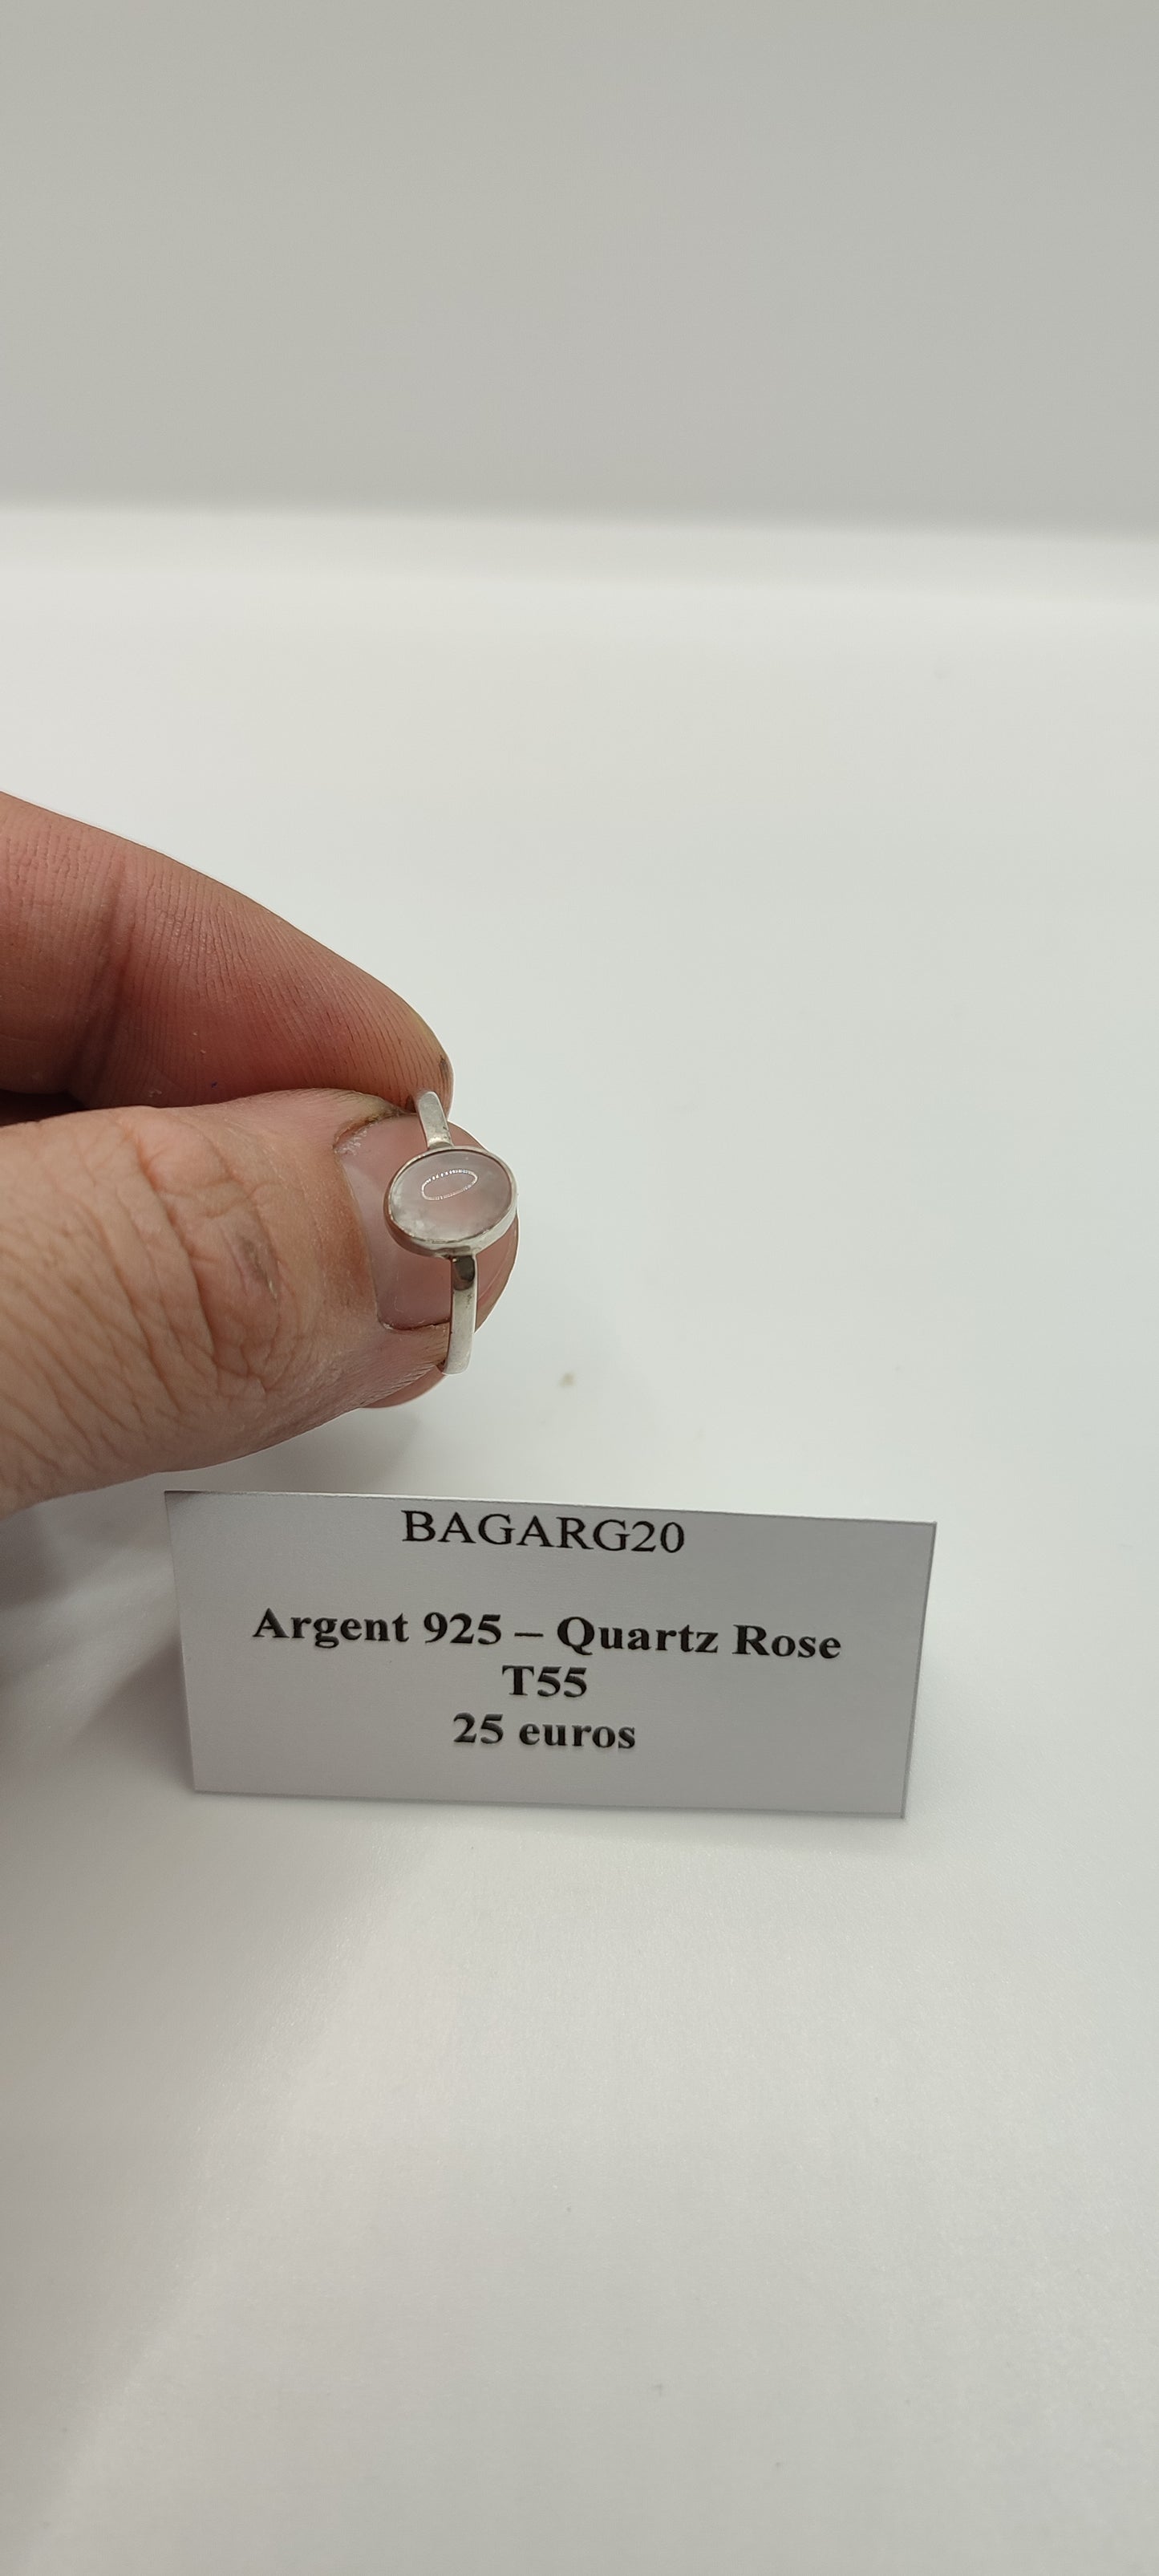 BAGARG20
Argent 925 – Quartz Rose
T55
25 euros